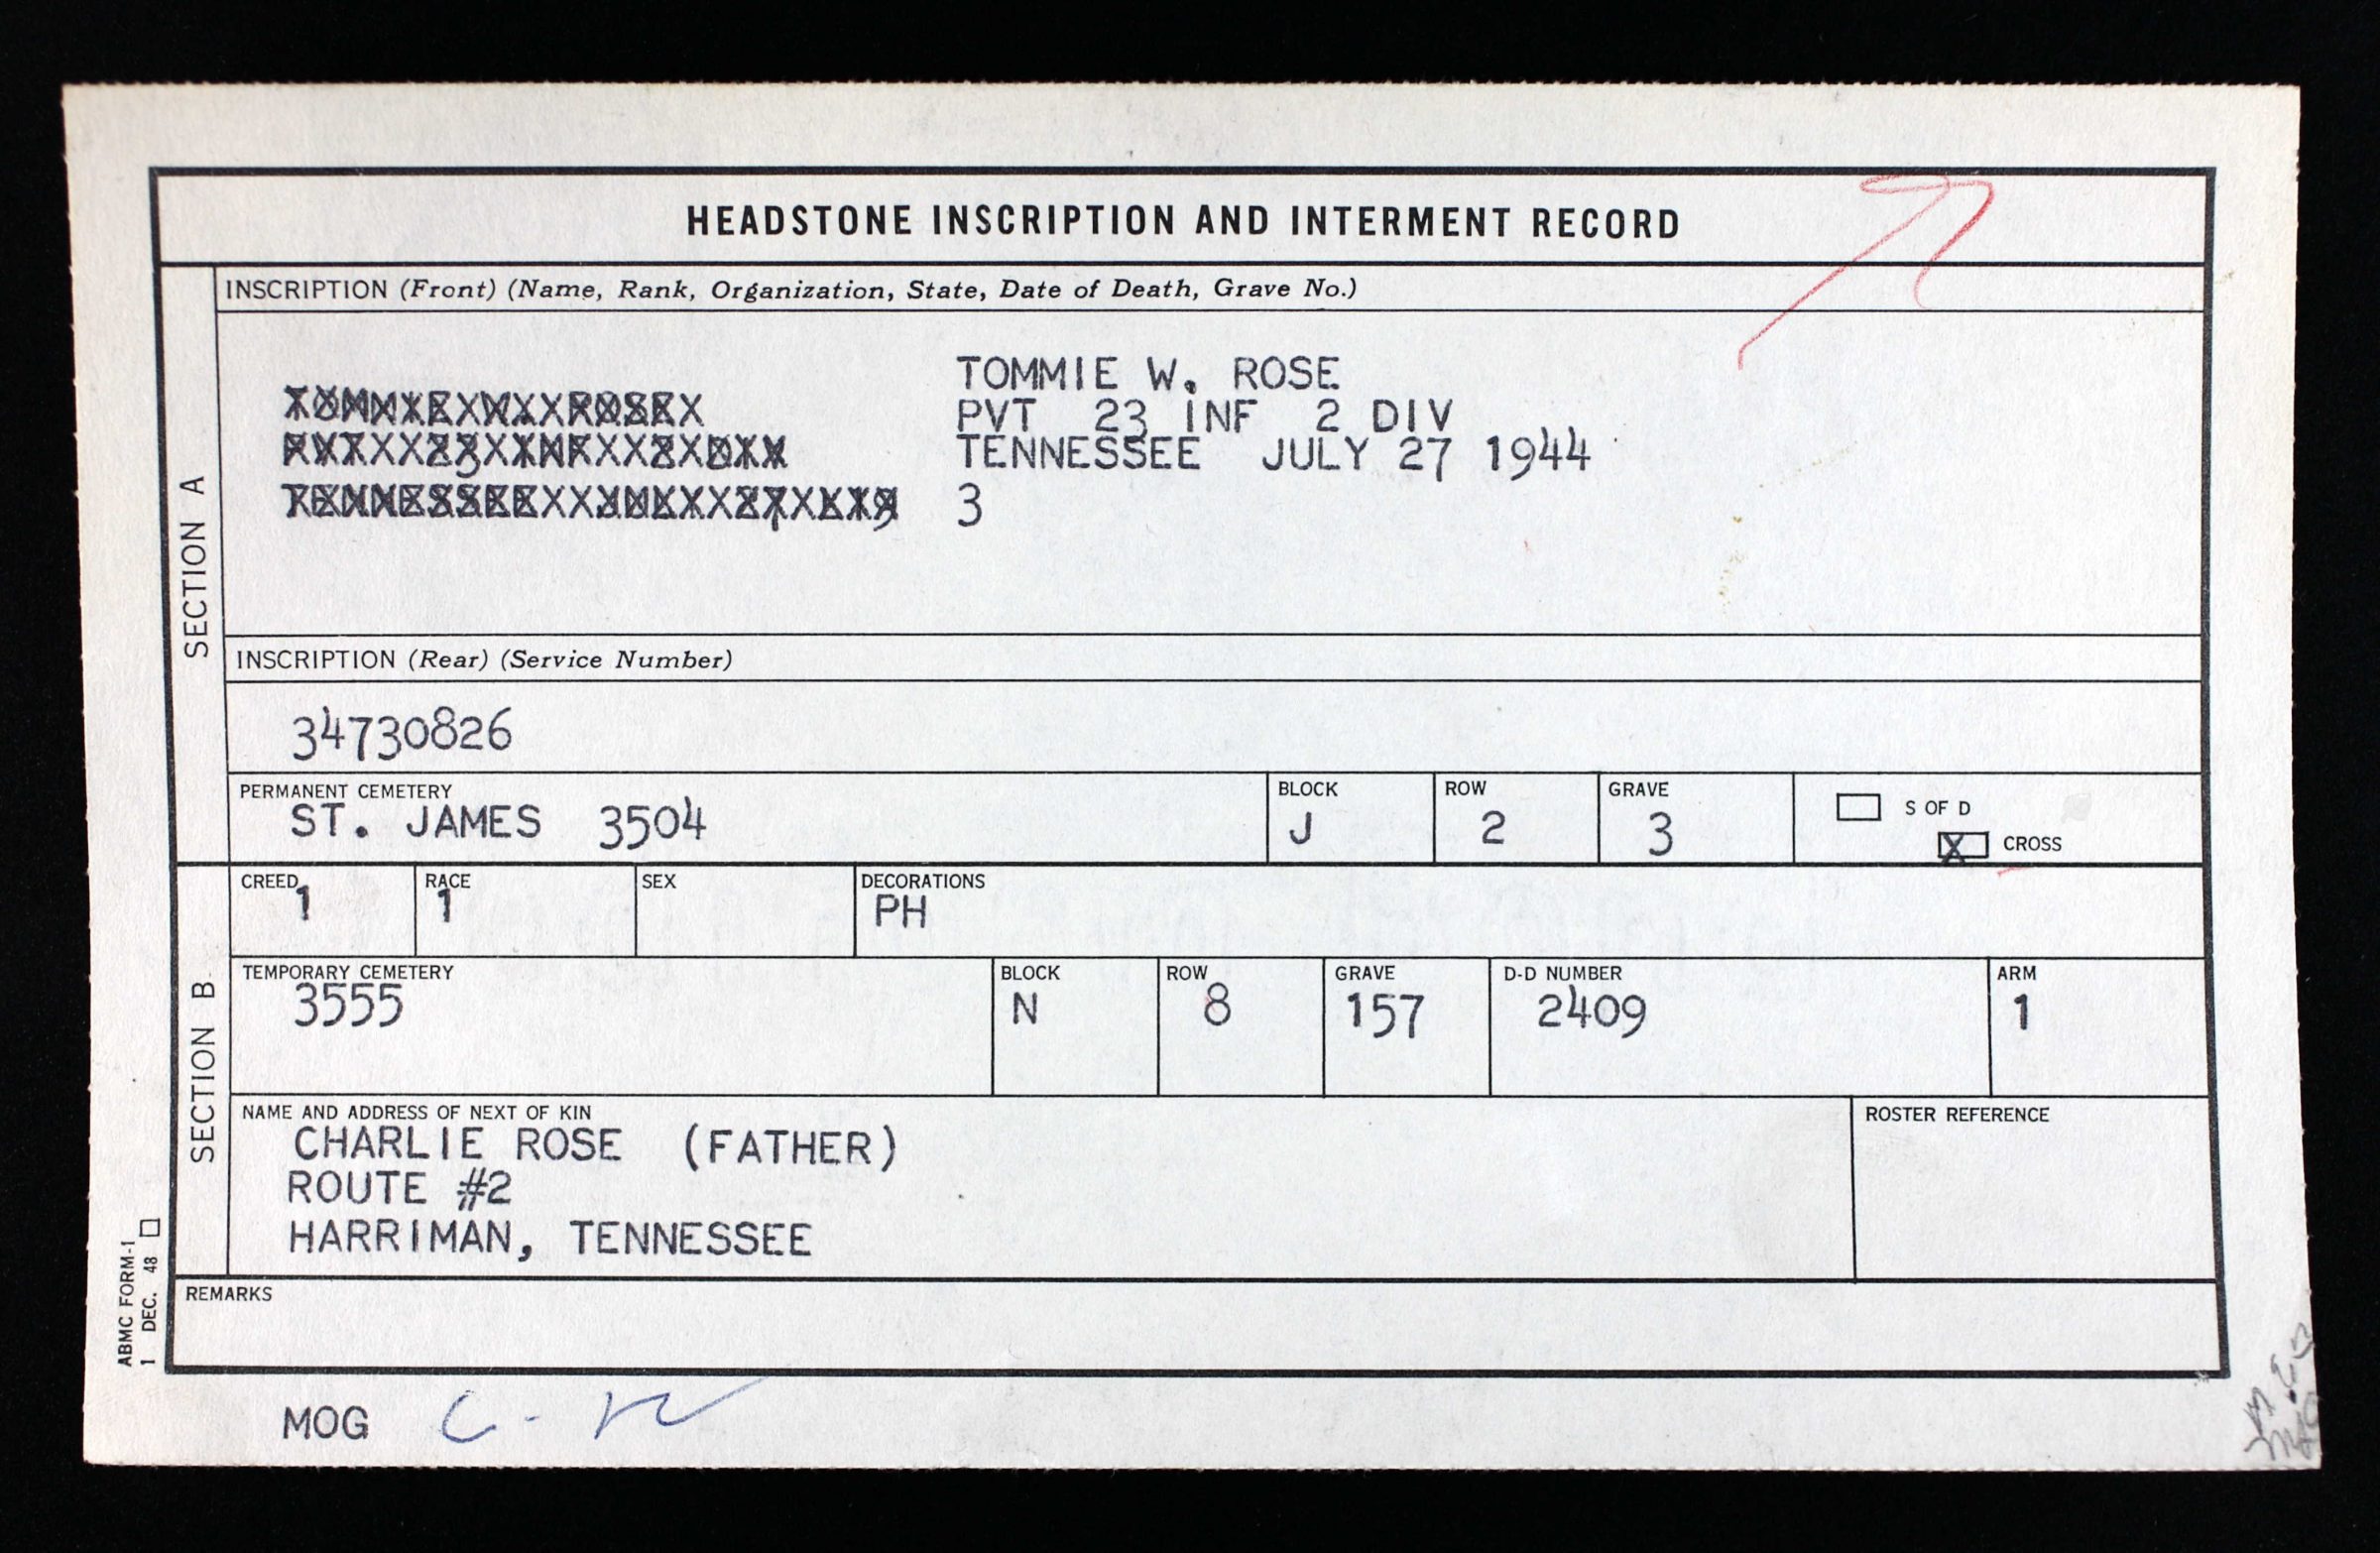 HEADSTONE INSCRIPTION AND INTERMENT RECORD
SECTION A
INSCRIPTION (Front) (Name, Rank, Organization, State, Date of Death, Grave No.)
TOMMIE W. ROSE
PVT 23 INF 2 DIV
TENNESSEE JULY 27 1944
3
INSCRIPTION (Rear) (Service Number)
34730826
PERMANENT CEMETERY
ST. JAMES 3504
BLOCK
J
ROW
2
GRAVE
3
S OF D
X CROSS
SECTION B
CREED
1
RACE
1
SEX
DECORATIONS
PH
TEMPORARY CEMETERY
3555
BLOCK
N
ROW
8
GRAVE
157
D-D NUMBER
2409
ARM
1
NAME AND ADDRESS OF NEXT OF KIN
CHARLIE ROSE (FATHER)
ROUTE #2
HARRIMAN, TENNESSEE
ROSTER REFERENCE
REMARKS
ABMC FORM-1
1 DEC. 48
MOG